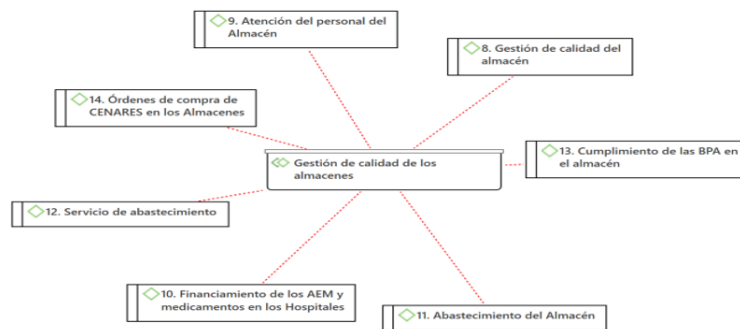 9. Atención del personal del
Almacén
8. Gestión de calidad del
almacén
14. Órdenes de compra de
CENARES en los Almacenes
Gestión de calidad de los
almacenes
13. Cumplimiento de las BPA en
el almacén
12. Servicio de abastecimiento
10. Financiamiento de los AEM y
medicamentos en los Hospitales
11. Abastecimiento del Almacén